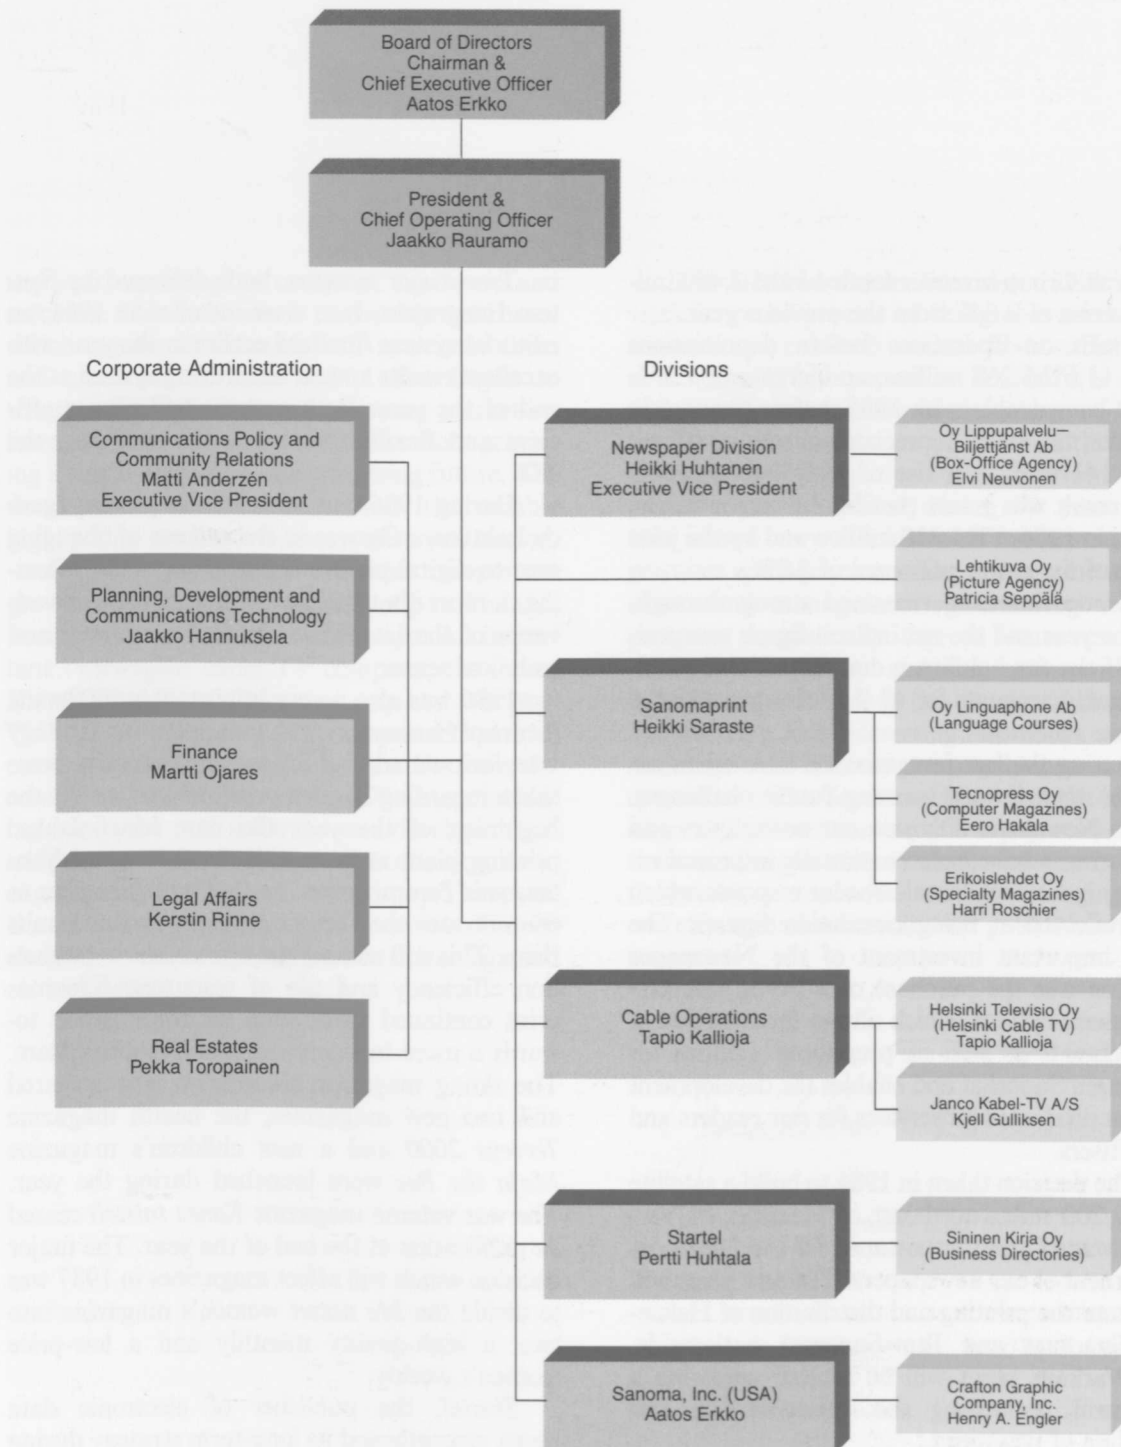 Board of Directors
Chairman &
Chief Executive Officer
Aatos Erkko
President &
Chief Operating Officer
Jaakko Rauramo
Corporate Administration
Communications Policy and
Community Relations
Matti Anderzén
Executive Vice President
Planning, Development and
Communications Technology
Jaakko Hannuksela
Finance
Martti Ojares
Legal Affairs
Kerstin Rinne
Real Estates
Pekka Toropainen
Divisions
Newspaper Division
Heikki Huhtanen
Executive Vice President
Oy Lippupalvelu—
Biljettjänst Ab
(Box-Office Agency)
Elvi Neuvonen
Lehtikuva Oy
(Picture Agency)
Patricia Seppälä
Sanomaprint
Heikki Saraste
Oy Linguaphone Ab
(Language Courses)
Tecnopress Oy
(Computer Magazines)
Eero Hakala
Erikoislehdet Oy
(Specialty Magazines)
Harri Roschier
Cable Operations
Tapio Kallioja
Helsinki Televisio Oy
(Helsinki Cable TV)
Tapio Kallioja
Janco Kabel-TV A/S
Kjell Gulliksen
Startel
Pertti Huhtala
Sininen Kirja Oy
(Business Directories)
Sanoma, Inc. (USA)
Aatos Erkko
Crafton Graphic
Company, Inc.
Henry A. Engler